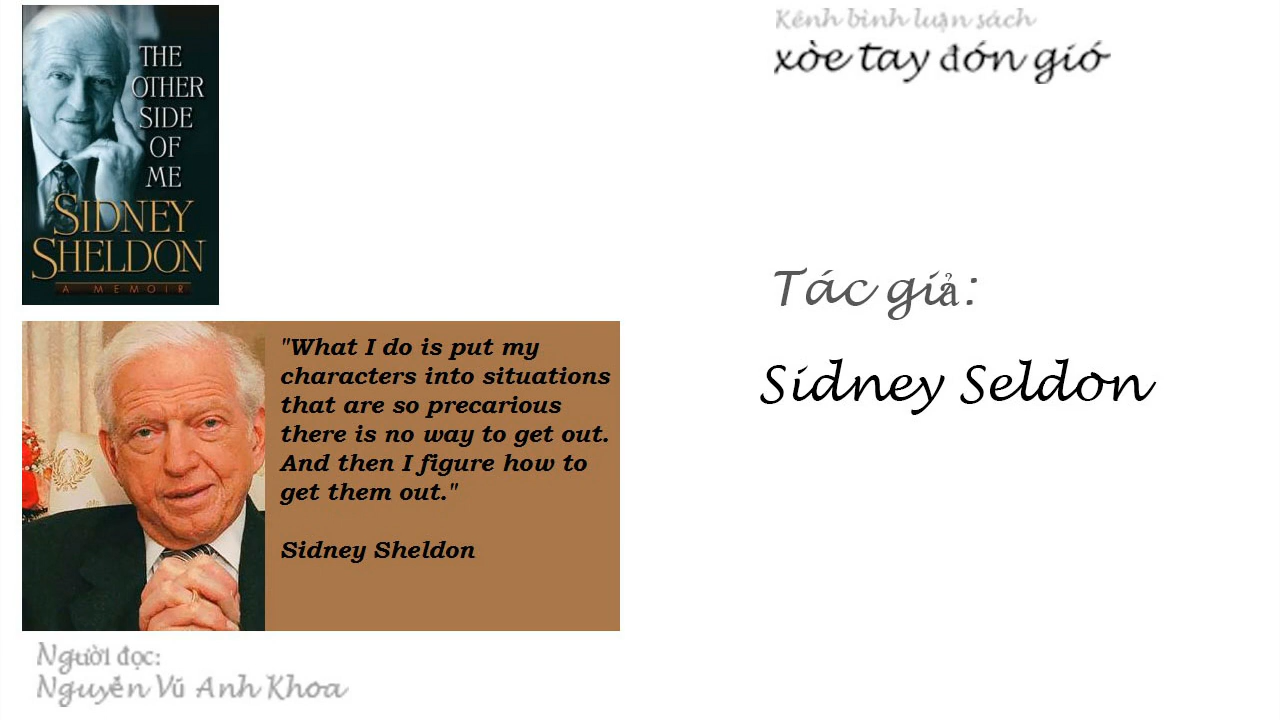 THE
OTHER
SIDE
OF
ME
SIDNEY
SHELDON
A MEMOIR
"What I do is put my
characters into situations
that are so precarious
there is no way to get out.
And then I figure how to
get them out."
Sidney Sheldon
Người đọc:
Nguyễn Vũ Anh Khoa
Kênh bình luận sách
xòe tay đón gió
Tác giả:
Sidney Seldon